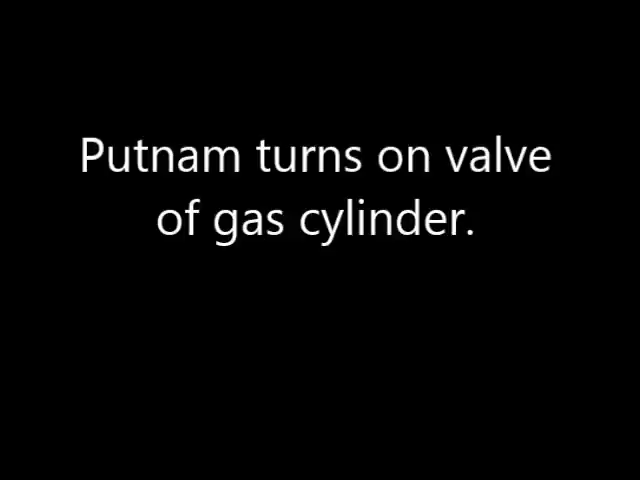 Putnam turns on valve
of gas cylinder.